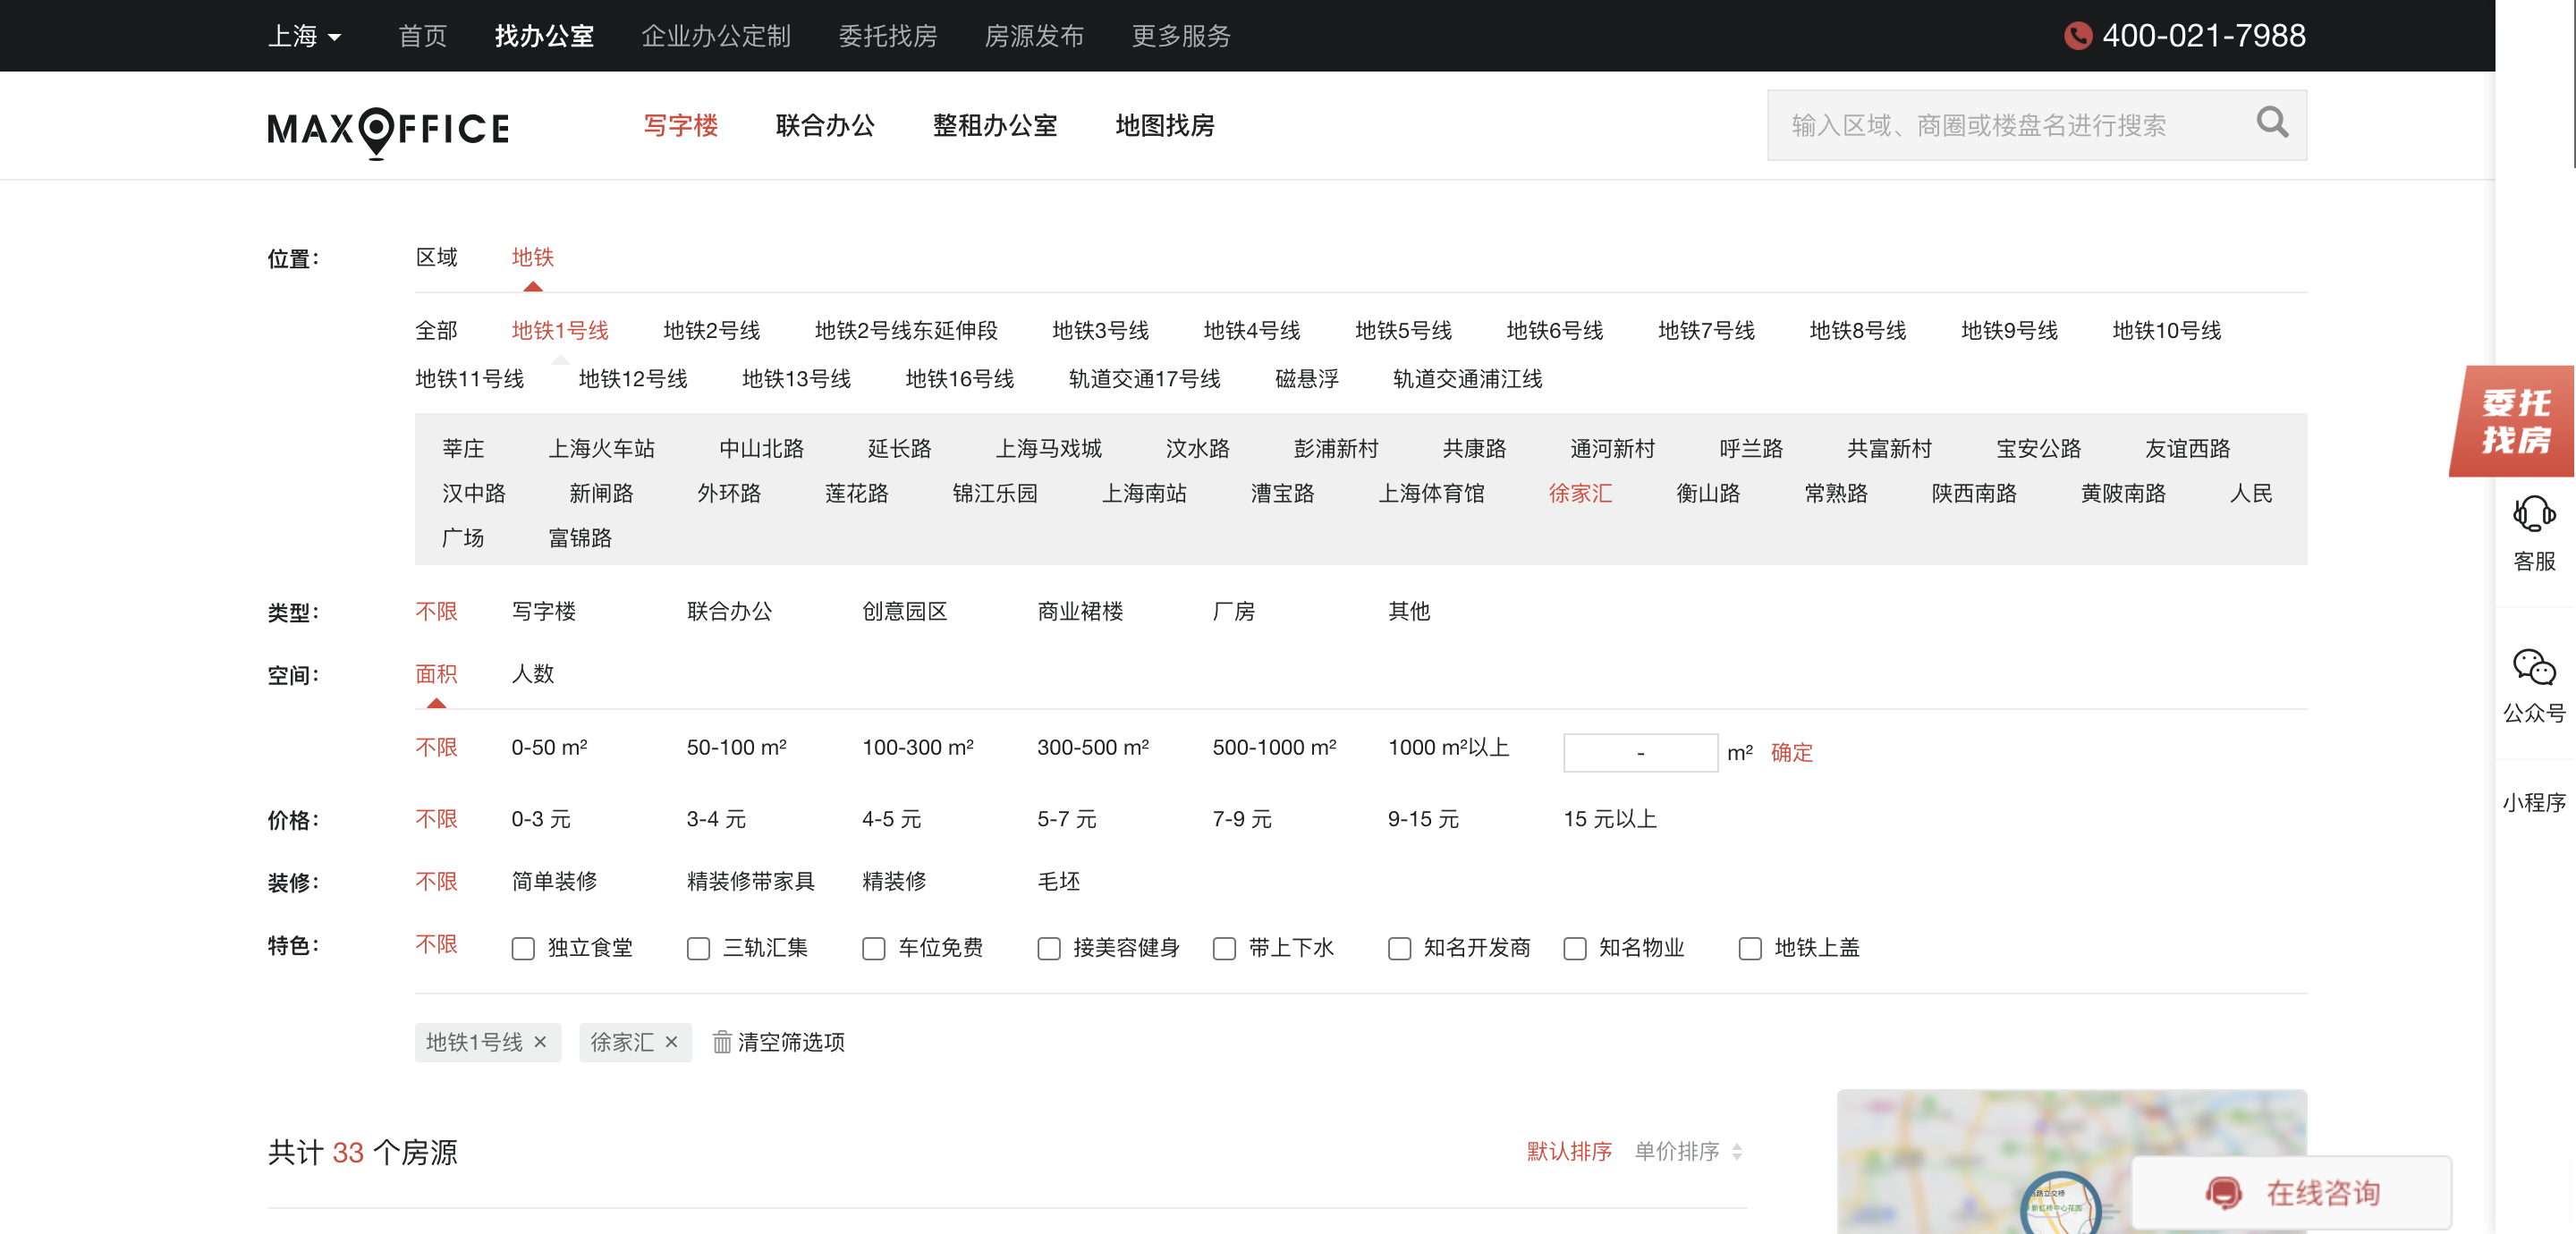 上海 首页 找办公室 企业办公定制 委托找房 房源发布 更多服务 400-021-7988
MAXOFFICE 写字楼 联合办公 整租办公室 地图找房 输入区域、商圈或楼盘名进行搜索
位置: 区域 地铁
全部 地铁1号线 地铁2号线 地铁2号线东延伸段 地铁3号线 地铁4号线 地铁5号线 地铁6号线 地铁7号线 地铁8号线 地铁9号线 地铁10号线
地铁11号线 地铁12号线 地铁13号线 地铁16号线 轨道交通17号线 磁悬浮 轨道交通浦江线
莘庄 上海火车站 中山北路 延长路 上海马戏城 汶水路 彭浦新村 共康路 通河新村 呼兰路 共富新村 宝安公路 友谊西路
汉中路 新闸路 外环路 莲花路 锦江乐园 上海南站 漕宝路 上海体育馆 徐家汇 衡山路 常熟路 陕西南路 黄陂南路 人民
广场 富锦路
类型: 不限 写字楼 联合办公 创意园区 商业裙楼 厂房 其他
空间: 面积 人数
不限 0-50 m² 50-100 m² 100-300 m² 300-500 m² 500-1000 m² 1000 m²以上 - m² 确定
价格: 不限 0-3 元 3-4 元 4-5 元 5-7 元 7-9 元 9-15 元 15 元以上
装修: 不限 简单装修 精装修带家具 精装修 毛坯
特色: 不限 独立食堂 三轨汇集 车位免费 接美容健身 带上下水 知名开发商 知名物业 地铁上盖
地铁1号线 × 徐家汇 × 清空筛选项
共计 33 个房源 默认排序 单价排序
委托
找房
客服
公众号
小程序
在线咨询